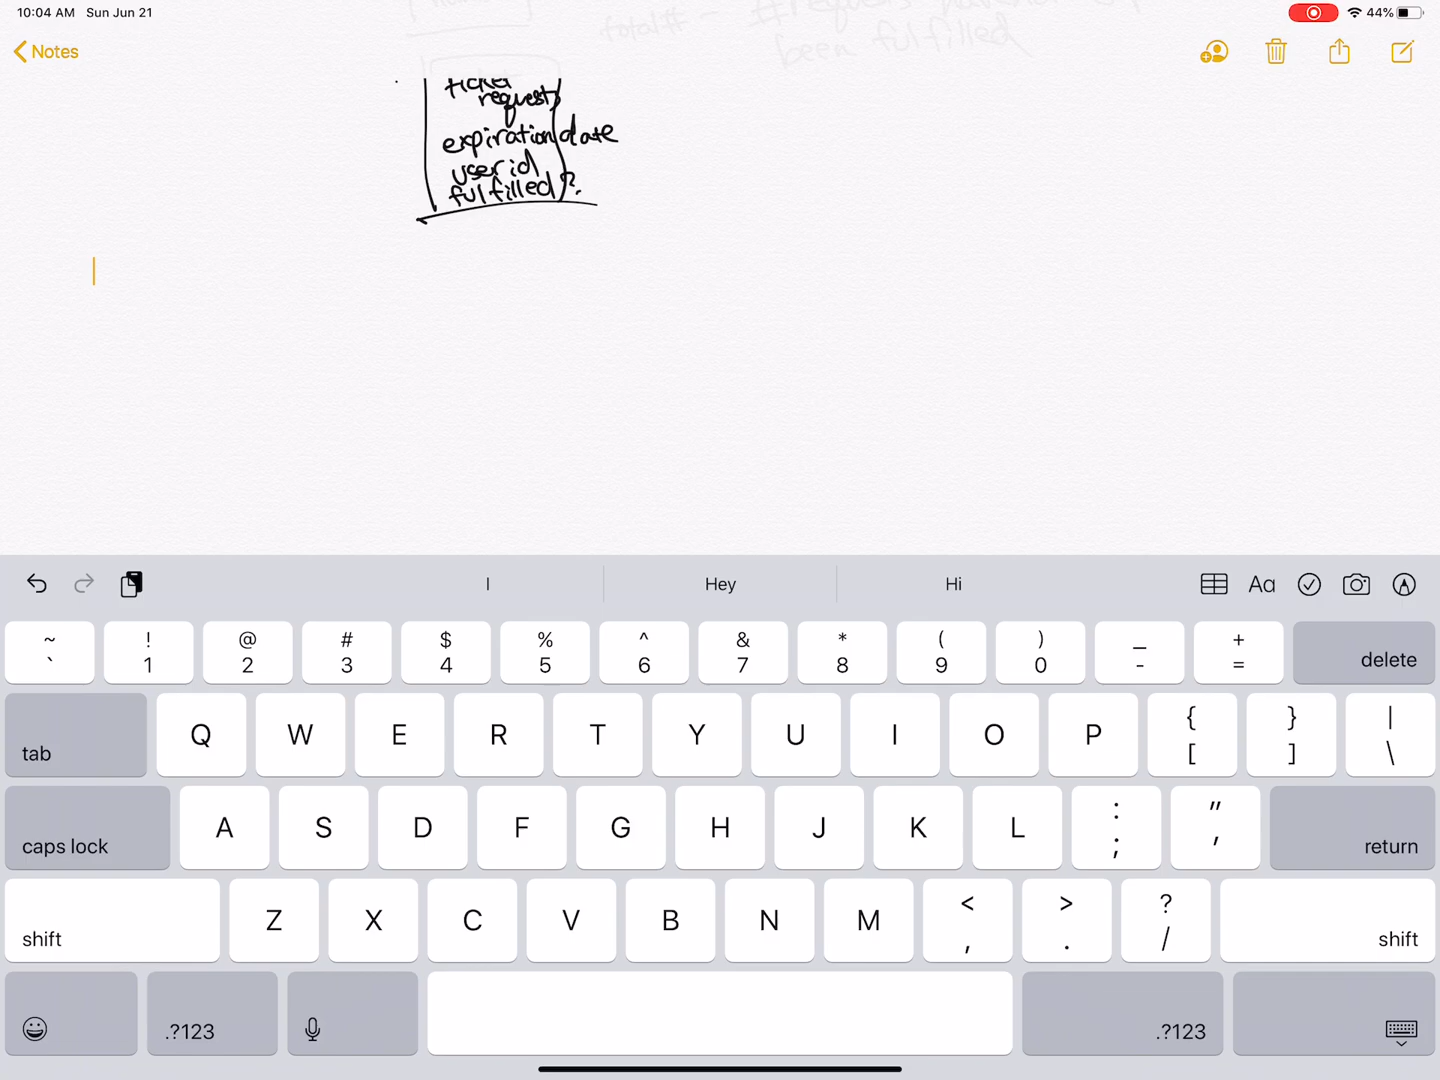 10:04 AM Sun Jun 21
44%
Notes
total#
been fulfilled
ticket
requests
expiration date
user id
fulfilled?
I
Hey
Hi
Aa
~ ! @ # $ % ^ & * ( ) _ +
` 1 2 3 4 5 6 7 8 9 0 - = delete
tab Q W E R T Y U I O P { [ } ] | \
caps lock A S D F G H J K L : ; " ' return
shift Z X C V B N M < , > . ? / shift
.?123 .?123